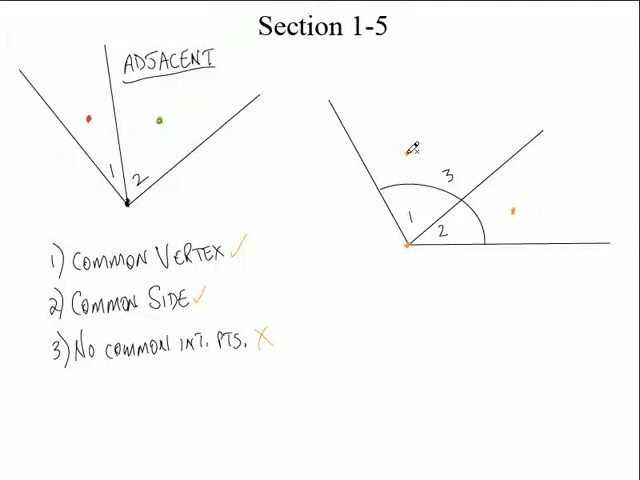 Section 1-5
ADJACENT
1 2
3
1
2
1) COMMON VERTEX ✓
2) COMMON SIDE ✓
3) NO COMMON INT. PTS. X